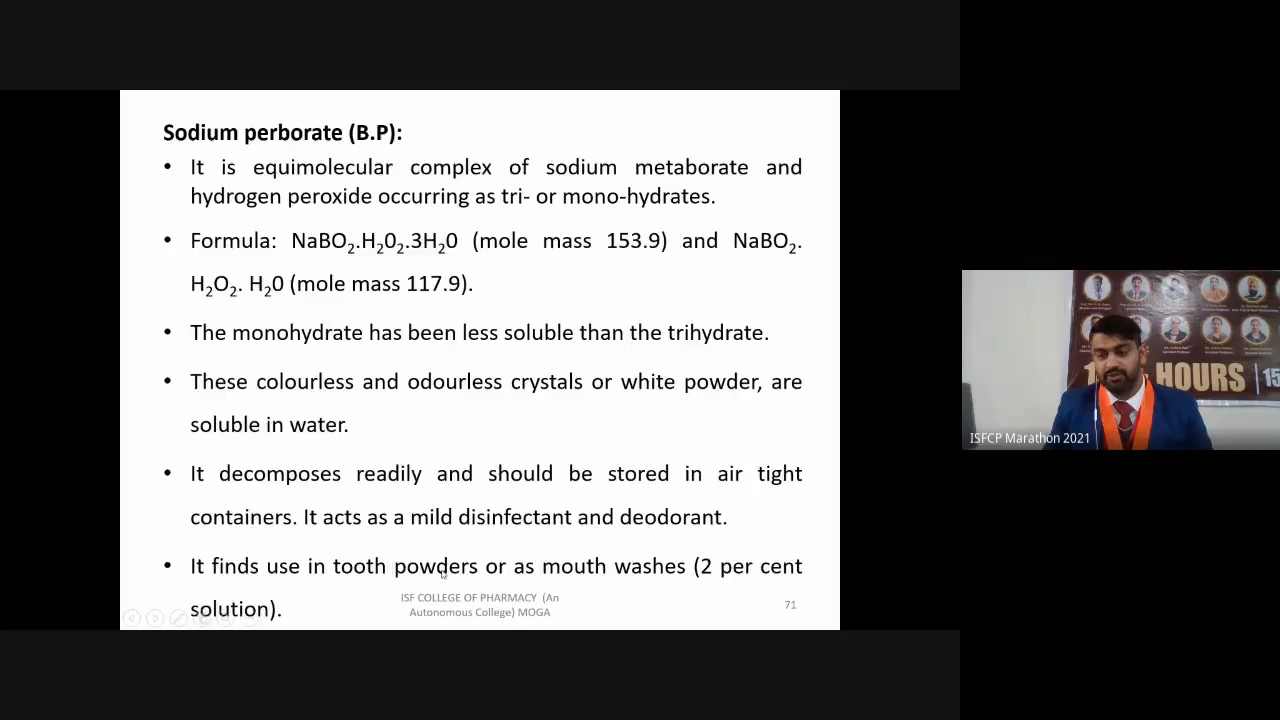 Sodium perborate (B.P):
• It is equimolecular complex of sodium metaborate and
hydrogen peroxide occurring as tri- or mono-hydrates.
• Formula: NaBO₂.H₂0₂.3H₂0 (mole mass 153.9) and NaBO₂.
H₂O₂. H₂0 (mole mass 117.9).
• The monohydrate has been less soluble than the trihydrate.
• These colourless and odourless crystals or white powder, are
soluble in water.
• It decomposes readily and should be stored in air tight
containers. It acts as a mild disinfectant and deodorant.
• It finds use in tooth powders or as mouth washes (2 per cent
solution).
ISF COLLEGE OF PHARMACY (An
Autonomous College) MOGA
71
HOURS
15
ISFCP Marathon 2021